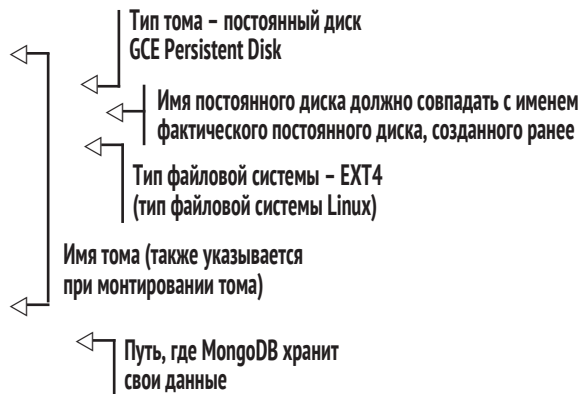 Тип тома – постоянный диск
GCE Persistent Disk
Имя постоянного диска должно совпадать с именем
фактического постоянного диска, созданного ранее
Тип файловой системы – EXT4
(тип файловой системы Linux)
Имя тома (также указывается
при монтировании тома)
Путь, где MongoDB хранит
свои данные